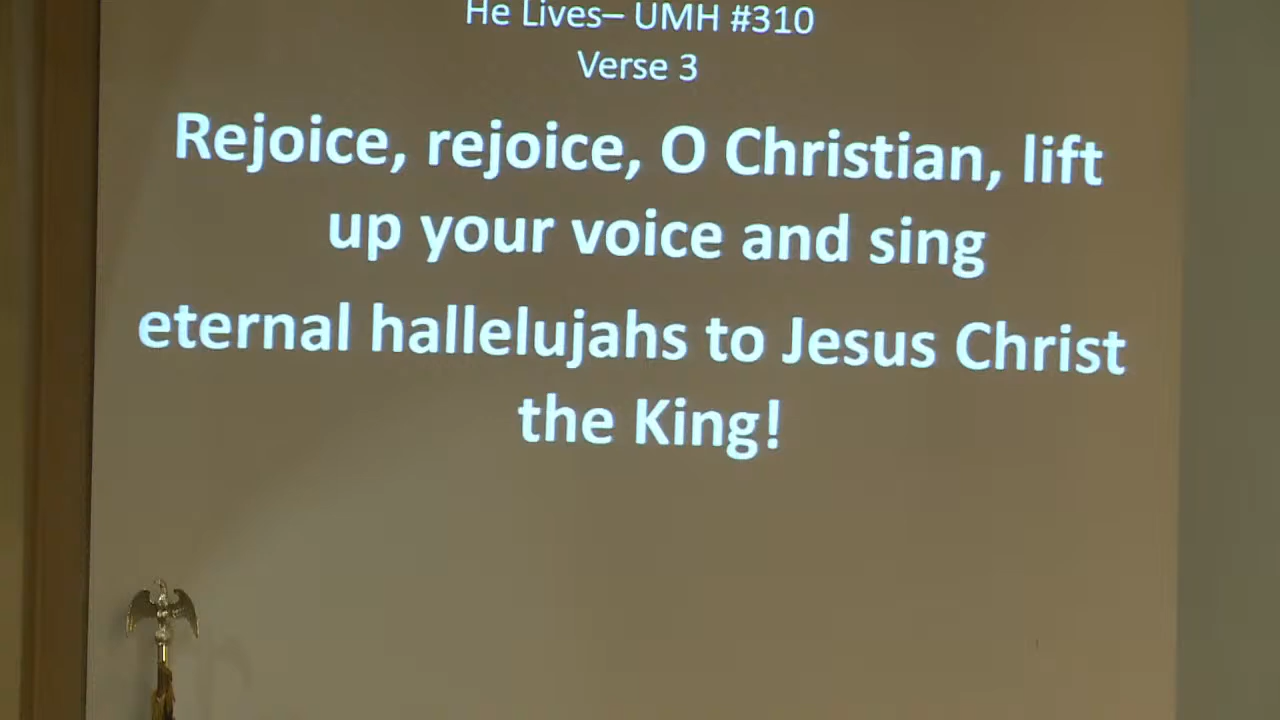 He Lives– UMH #310
Verse 3
Rejoice, rejoice, O Christian, lift
up your voice and sing
eternal hallelujahs to Jesus Christ
the King!